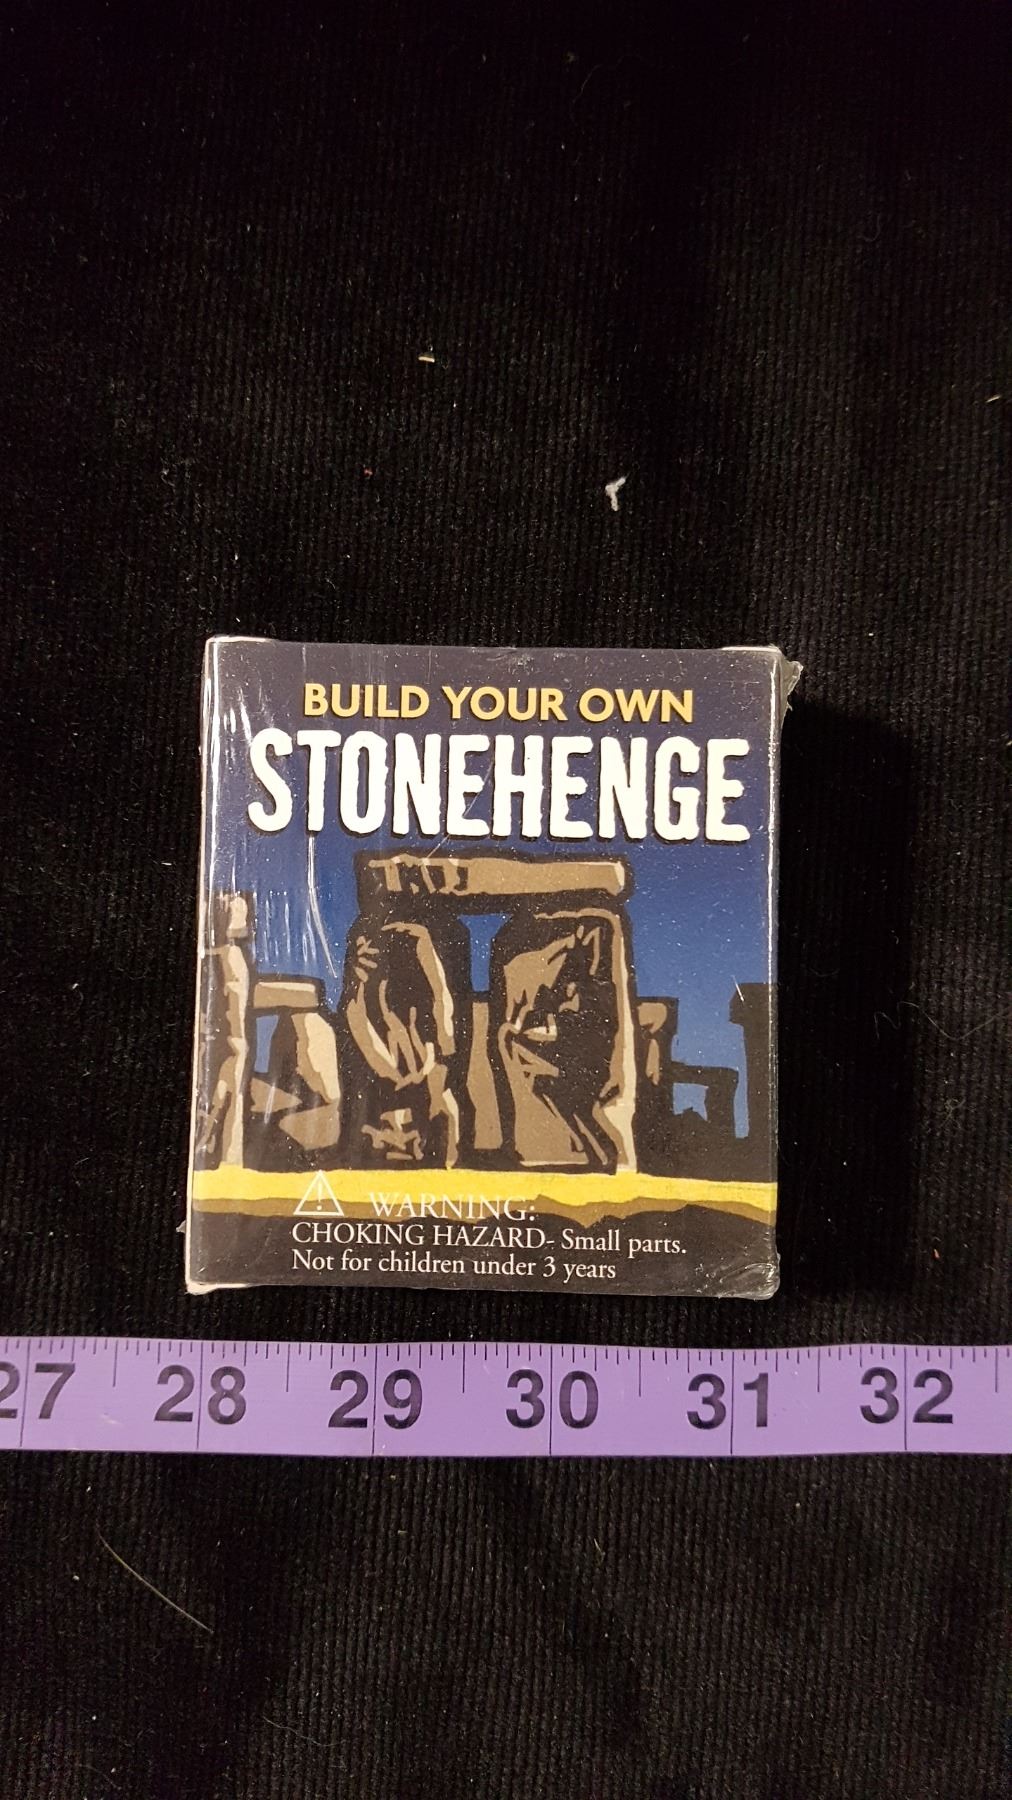 BUILD YOUR OWN
STONEHENGE
WARNING:
CHOKING HAZARD- Small parts.
Not for children under 3 years
27 28 29 30 31 32